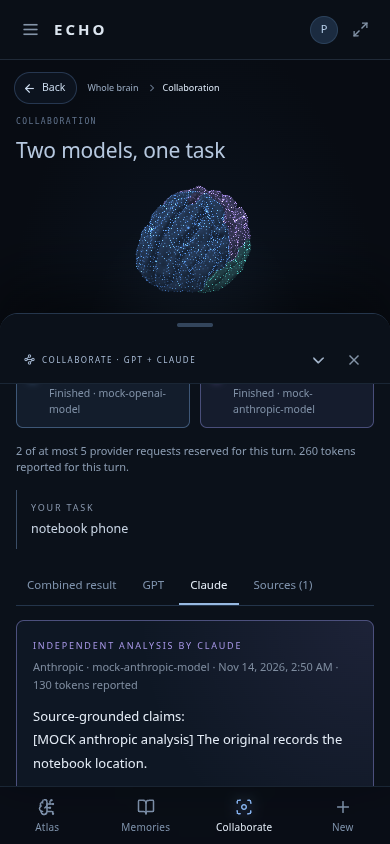 ECHO
P
Back
Whole brain
Collaboration
COLLABORATION
Two models, one task
COLLABORATE · GPT + CLAUDE
Finished · mock-openai-
model
Finished · mock-
anthropic-model
2 of at most 5 provider requests reserved for this turn. 260 tokens
reported for this turn.
YOUR TASK
notebook phone
Combined result
GPT
Claude
Sources (1)
INDEPENDENT ANALYSIS BY CLAUDE
Anthropic · mock-anthropic-model · Nov 14, 2026, 2:50 AM ·
130 tokens reported
Source-grounded claims:
[MOCK anthropic analysis] The original records the
notebook location.
Atlas
Memories
Collaborate
New